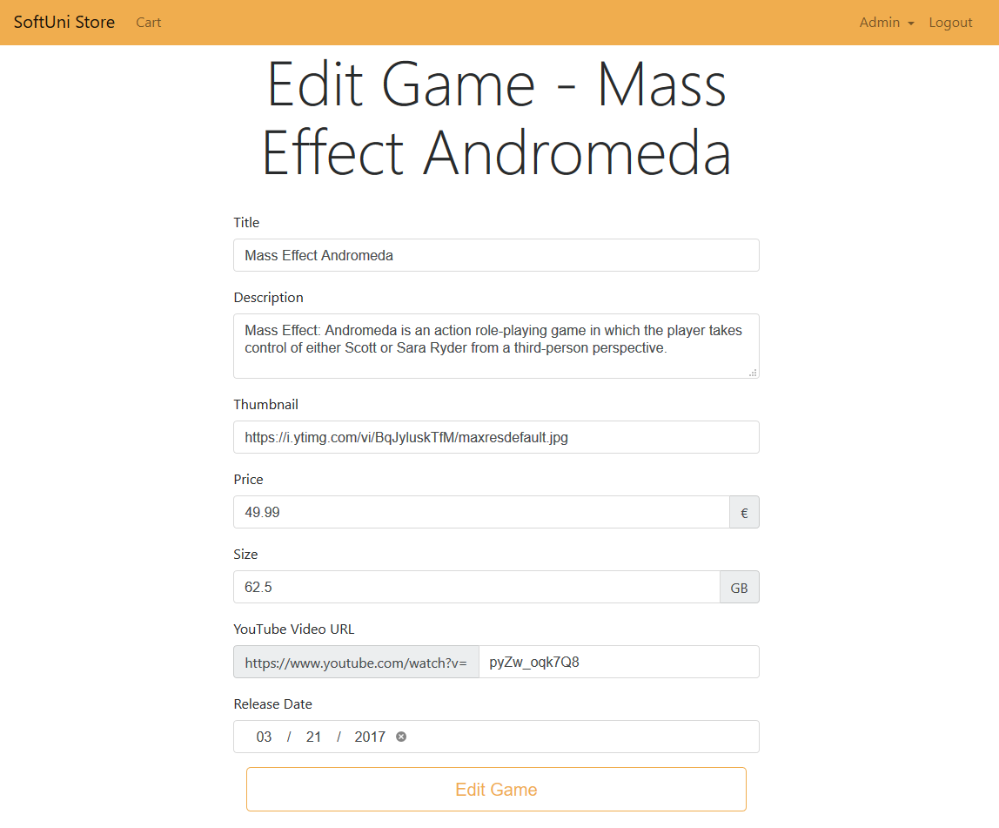 SoftUni Store Cart Admin Logout
Edit Game - Mass
Effect Andromeda
Title
Mass Effect Andromeda
Description
Mass Effect: Andromeda is an action role-playing game in which the player takes
control of either Scott or Sara Ryder from a third-person perspective.
Thumbnail
https://i.ytimg.com/vi/BqJyluskTfM/maxresdefault.jpg
Price
49.99 €
Size
62.5 GB
YouTube Video URL
https://www.youtube.com/watch?v= pyZw_oqk7Q8
Release Date
03 / 21 / 2017
Edit Game